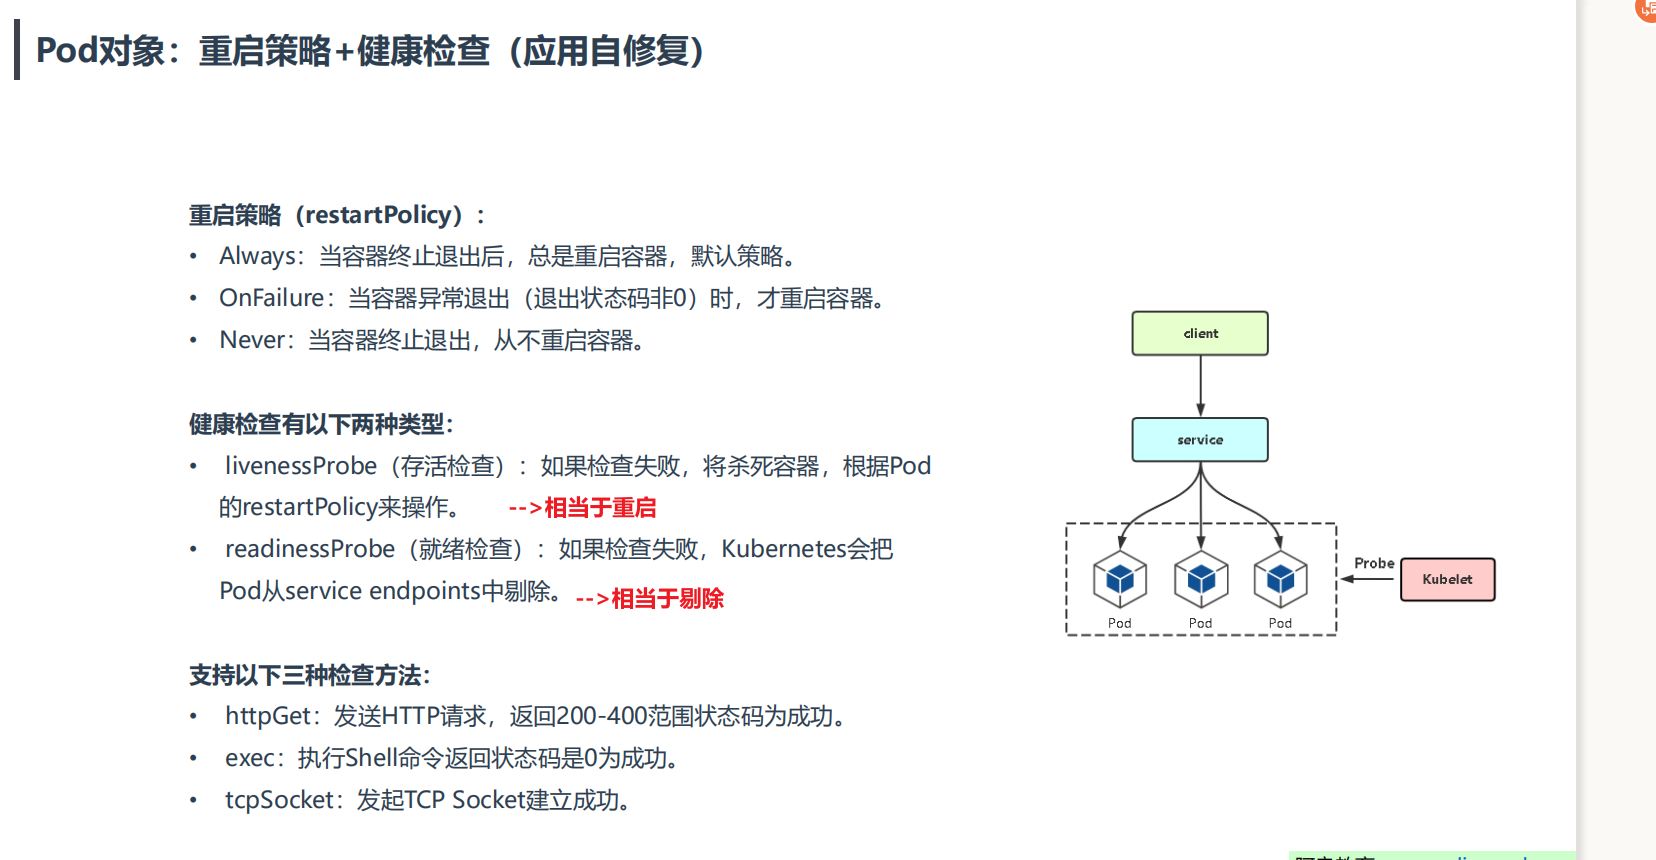 Pod对象：重启策略+健康检查（应用自修复）
重启策略（restartPolicy）：
• Always：当容器终止退出后，总是重启容器，默认策略。
• OnFailure：当容器异常退出（退出状态码非0）时，才重启容器。
• Never：当容器终止退出，从不重启容器。
健康检查有以下两种类型：
• livenessProbe（存活检查）：如果检查失败，将杀死容器，根据Pod
的restartPolicy来操作。 -->相当于重启
• readinessProbe（就绪检查）：如果检查失败，Kubernetes会把
Pod从service endpoints中剔除。 -->相当于剔除
支持以下三种检查方法：
• httpGet：发送HTTP请求，返回200-400范围状态码为成功。
• exec：执行Shell命令返回状态码是0为成功。
• tcpSocket：发起TCP Socket建立成功。
client
service
Probe
Kubelet
Pod Pod Pod